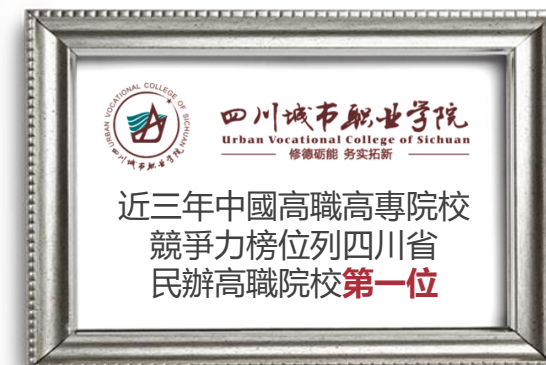 URBAN VOCATIONAL COLLEGE OF SICHUAN
四川城市职业学院
四川城市职业学院
Urban Vocational College of Sichuan
修德砺能 务实拓新
近三年中國高職高專院校
競爭力榜位列四川省
民辦高職院校第一位